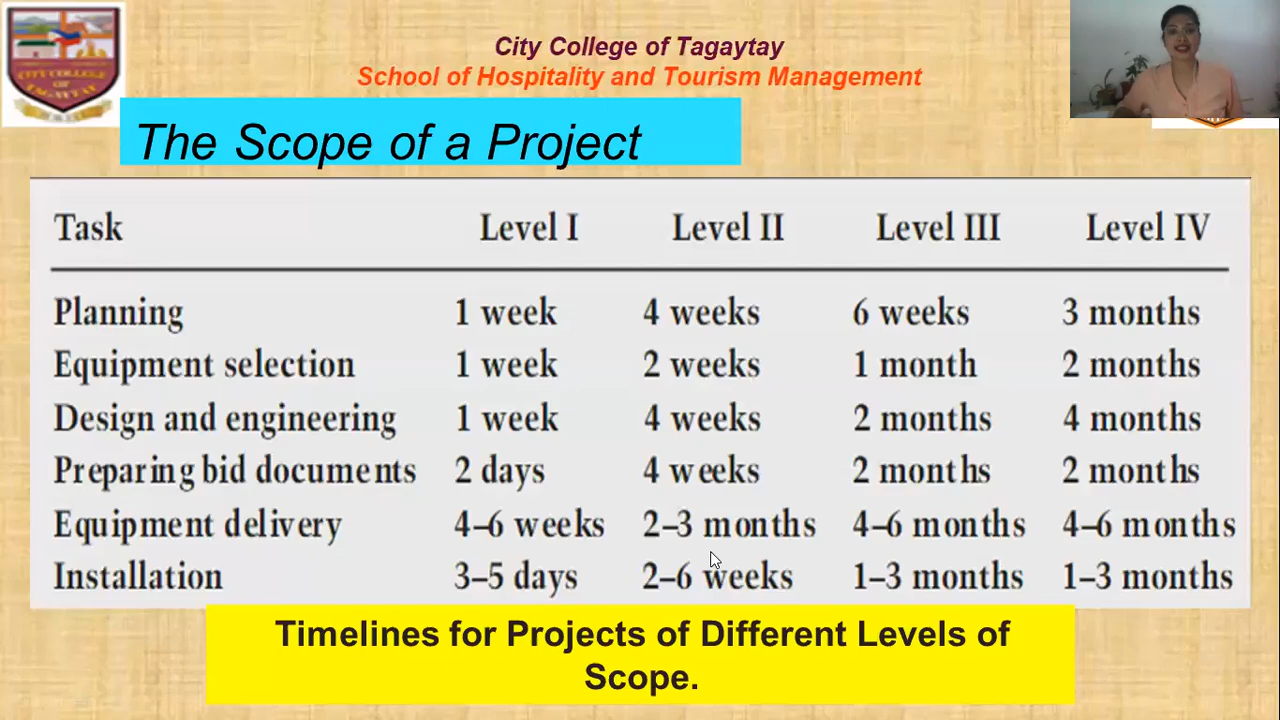 City College of Tagaytay
School of Hospitality and Tourism Management
CITY COLLEGE
OF
TAGAYTAY
The Scope of a Project
Task Level I Level II Level III Level IV
Planning 1 week 4 weeks 6 weeks 3 months
Equipment selection 1 week 2 weeks 1 month 2 months
Design and engineering 1 week 4 weeks 2 months 4 months
Preparing bid documents 2 days 4 weeks 2 months 2 months
Equipment delivery 4–6 weeks 2–3 months 4–6 months 4–6 months
Installation 3–5 days 2–6 weeks 1–3 months 1–3 months
Timelines for Projects of Different Levels of
Scope.